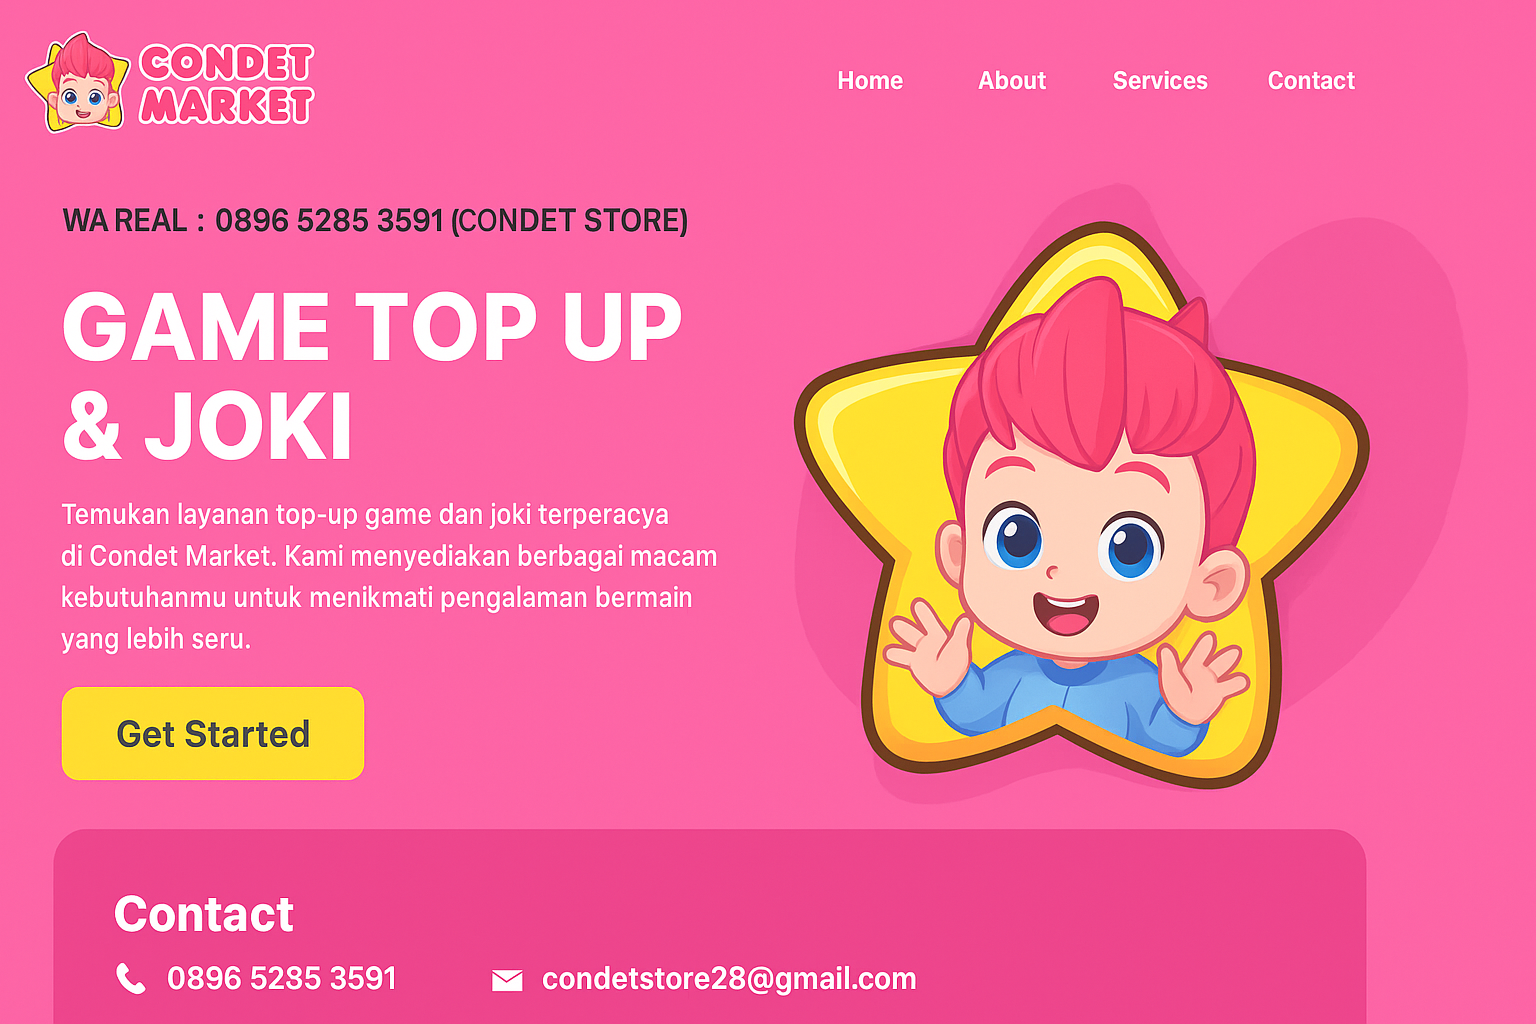 CONDET
MARKET
Home About Services Contact
WA REAL : 0896 5285 3591 (CONDET STORE)
GAME TOP UP
& JOKI
Temukan layanan top-up game dan joki terperacya
di Condet Market. Kami menyediakan berbagai macam
kebutuhanmu untuk menikmati pengalaman bermain
yang lebih seru.
Get Started
Contact
0896 5285 3591 condetstore28@gmail.com